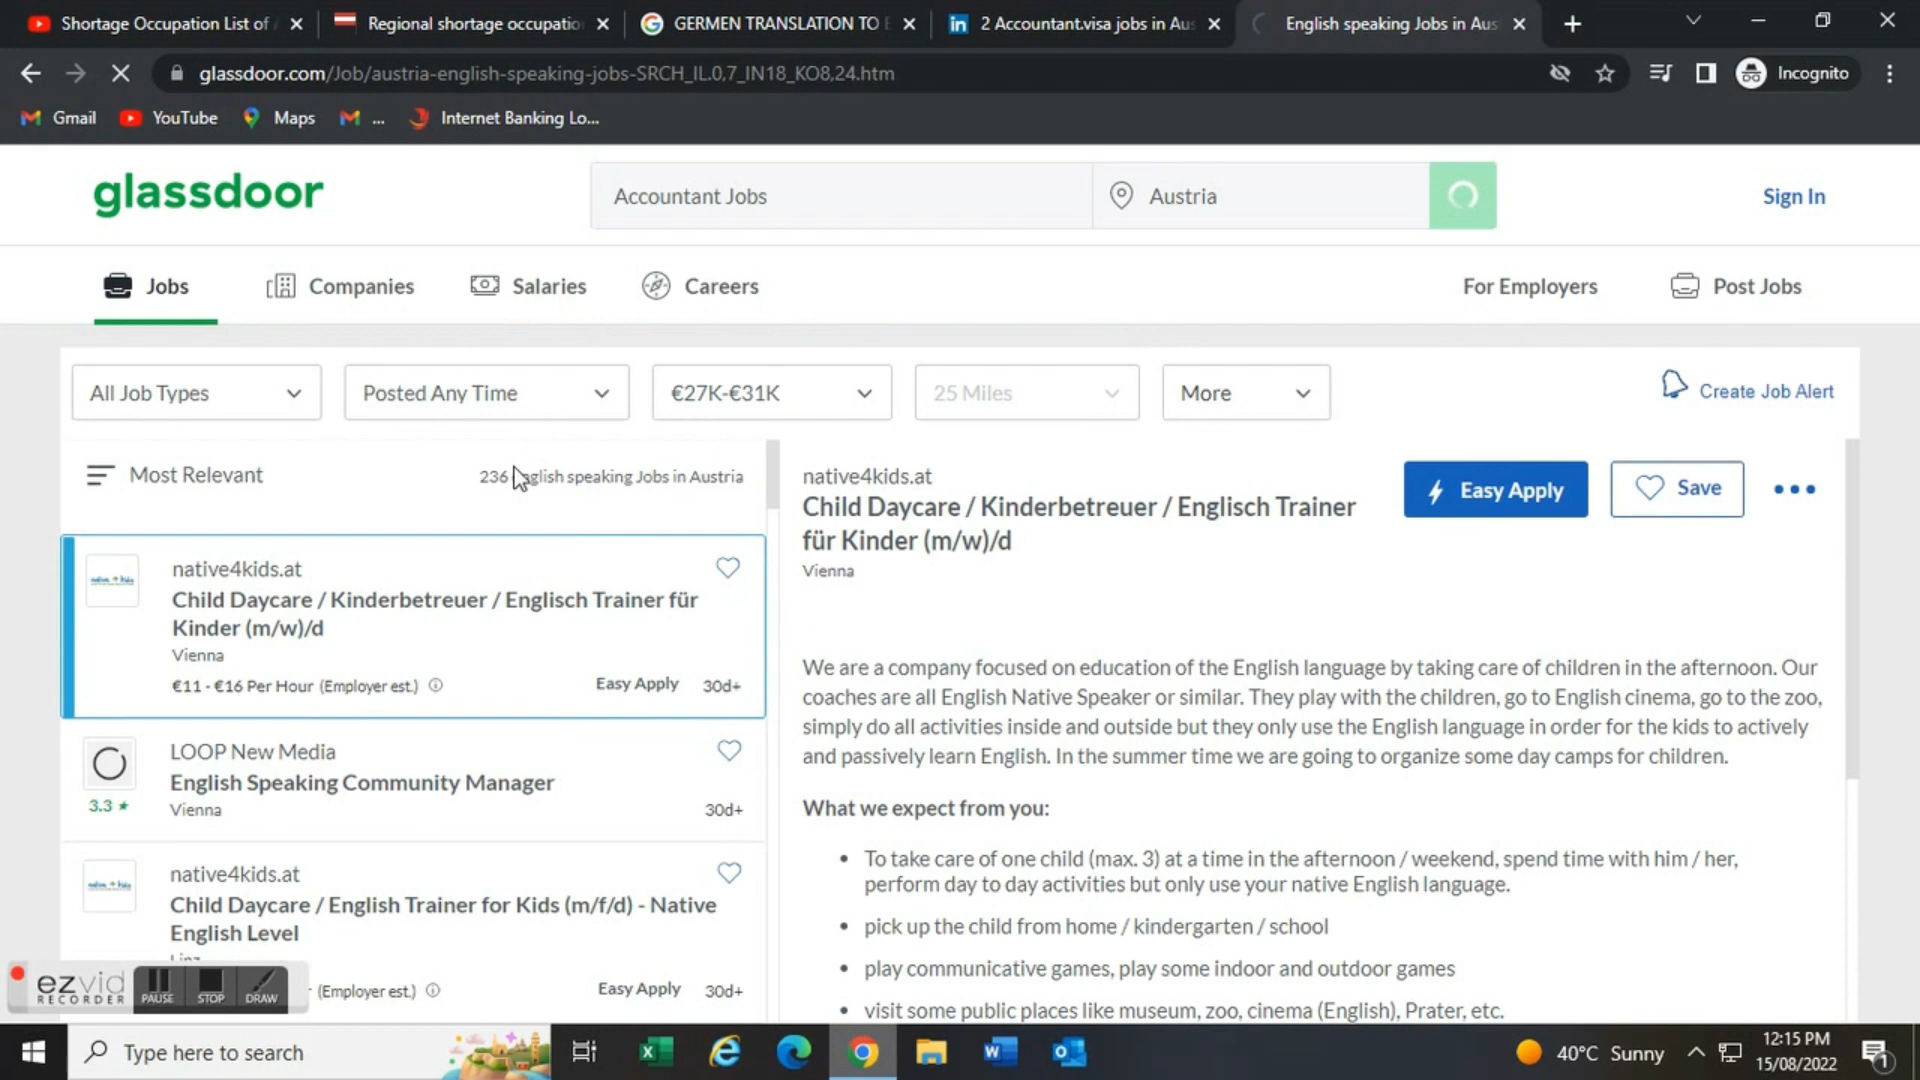 Shortage Occupation List of
Regional shortage occupatio
GERMEN TRANSLATION TO E
2 Accountant.visa jobs in Aus
English speaking Jobs in Aus
glassdoor.com/Job/austria-english-speaking-jobs-SRCH_IL.0,7_IN18_KO8,24.htm
Incognito
Gmail
YouTube
Maps
...
Internet Banking Lo...
glassdoor
Accountant Jobs
Austria
Sign In
Jobs
Companies
Salaries
Careers
For Employers
Post Jobs
All Job Types
Posted Any Time
€27K-€31K
25 Miles
More
Create Job Alert
Most Relevant
236 English speaking Jobs in Austria
native4kids.at
Child Daycare / Kinderbetreuer / Englisch Trainer für
Kinder (m/w)/d
Vienna
€11 - €16 Per Hour (Employer est.)
Easy Apply
30d+
LOOP New Media
English Speaking Community Manager
3.3 ★
Vienna
30d+
native4kids.at
Child Daycare / English Trainer for Kids (m/f/d) - Native
English Level
Linz
(Employer est.)
Easy Apply
30d+
native4kids.at
Child Daycare / Kinderbetreuer / Englisch Trainer
für Kinder (m/w)/d
Vienna
Easy Apply
Save
We are a company focused on education of the English language by taking care of children in the afternoon. Our
coaches are all English Native Speaker or similar. They play with the children, go to English cinema, go to the zoo,
simply do all activities inside and outside but they only use the English language in order for the kids to actively
and passively learn English. In the summer time we are going to organize some day camps for children.
What we expect from you:
• To take care of one child (max. 3) at a time in the afternoon / weekend, spend time with him / her,
perform day to day activities but only use your native English language.
• pick up the child from home / kindergarten / school
• play communicative games, play some indoor and outdoor games
• visit some public places like museum, zoo, cinema (English), Prater, etc.
ezvid
RECORDER
PAUSE
STOP
DRAW
Type here to search
40°C Sunny
12:15 PM
15/08/2022
1